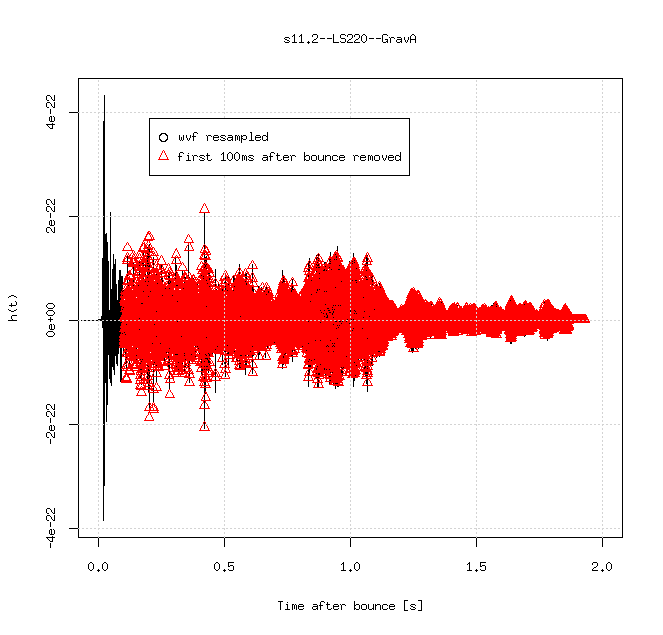 s11.2--LS220--GravA
wvf resampled
first 100ms after bounce removed
h(t)
4e-22
2e-22
0e+00
-2e-22
-4e-22
0.0 0.5 1.0 1.5 2.0
Time after bounce [s]